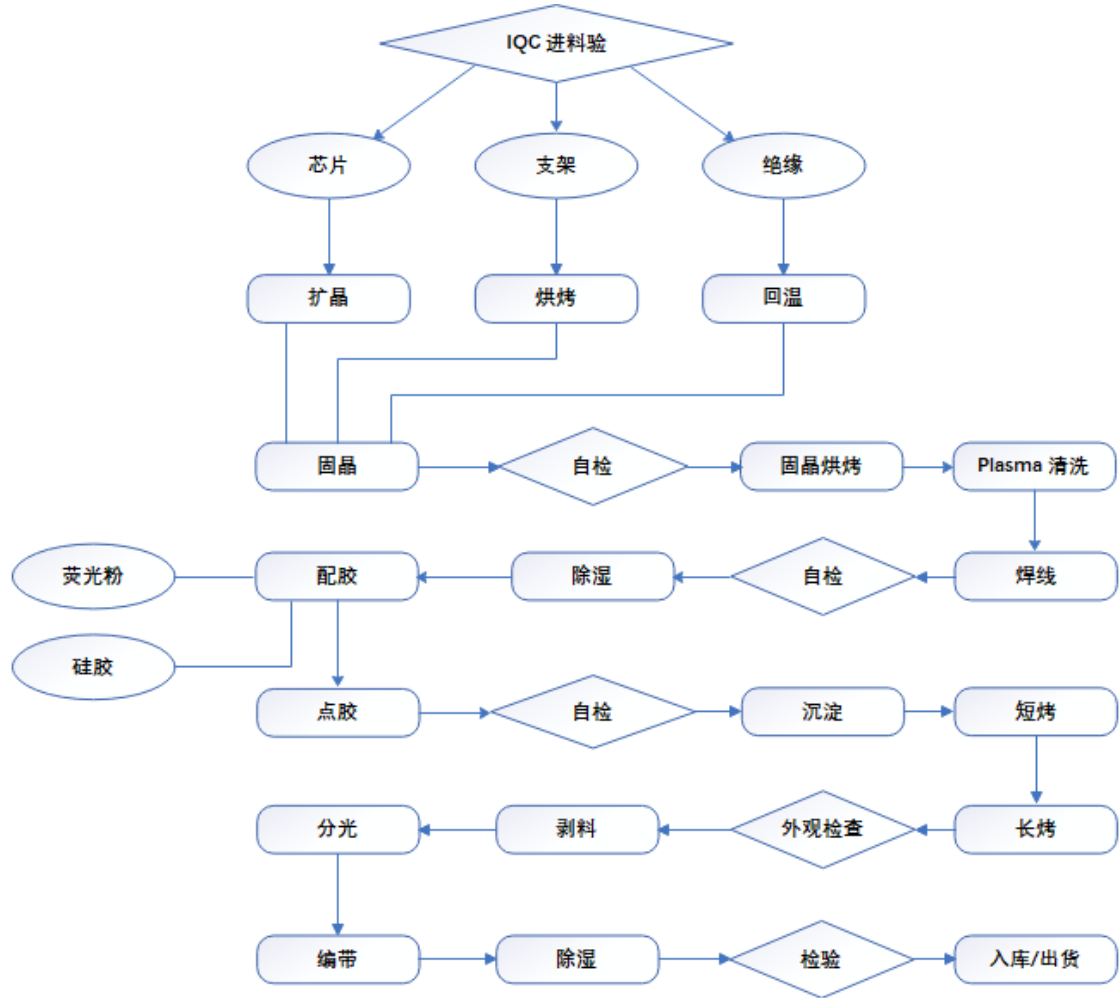 IQC 进料验
芯片
支架
绝缘
扩晶
烘烤
回温
固晶
自检
固晶烘烤
Plasma 清洗
荧光粉
配胶
除湿
自检
焊线
硅胶
点胶
自检
沉淀
短烤
分光
剥料
外观检查
长烤
编带
除湿
检验
入库/出货